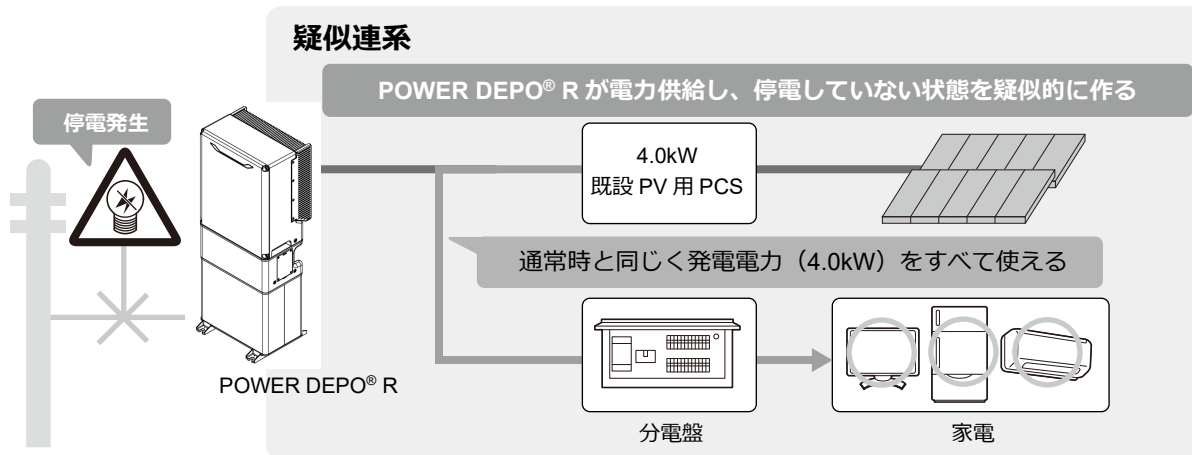 疑似連系
POWER DEPO® R が電力供給し、停電していない状態を疑似的に作る
停電発生
4.0kW
既設 PV 用 PCS
通常時と同じく発電電力（4.0kW）をすべて使える
POWER DEPO® R
分電盤
家電